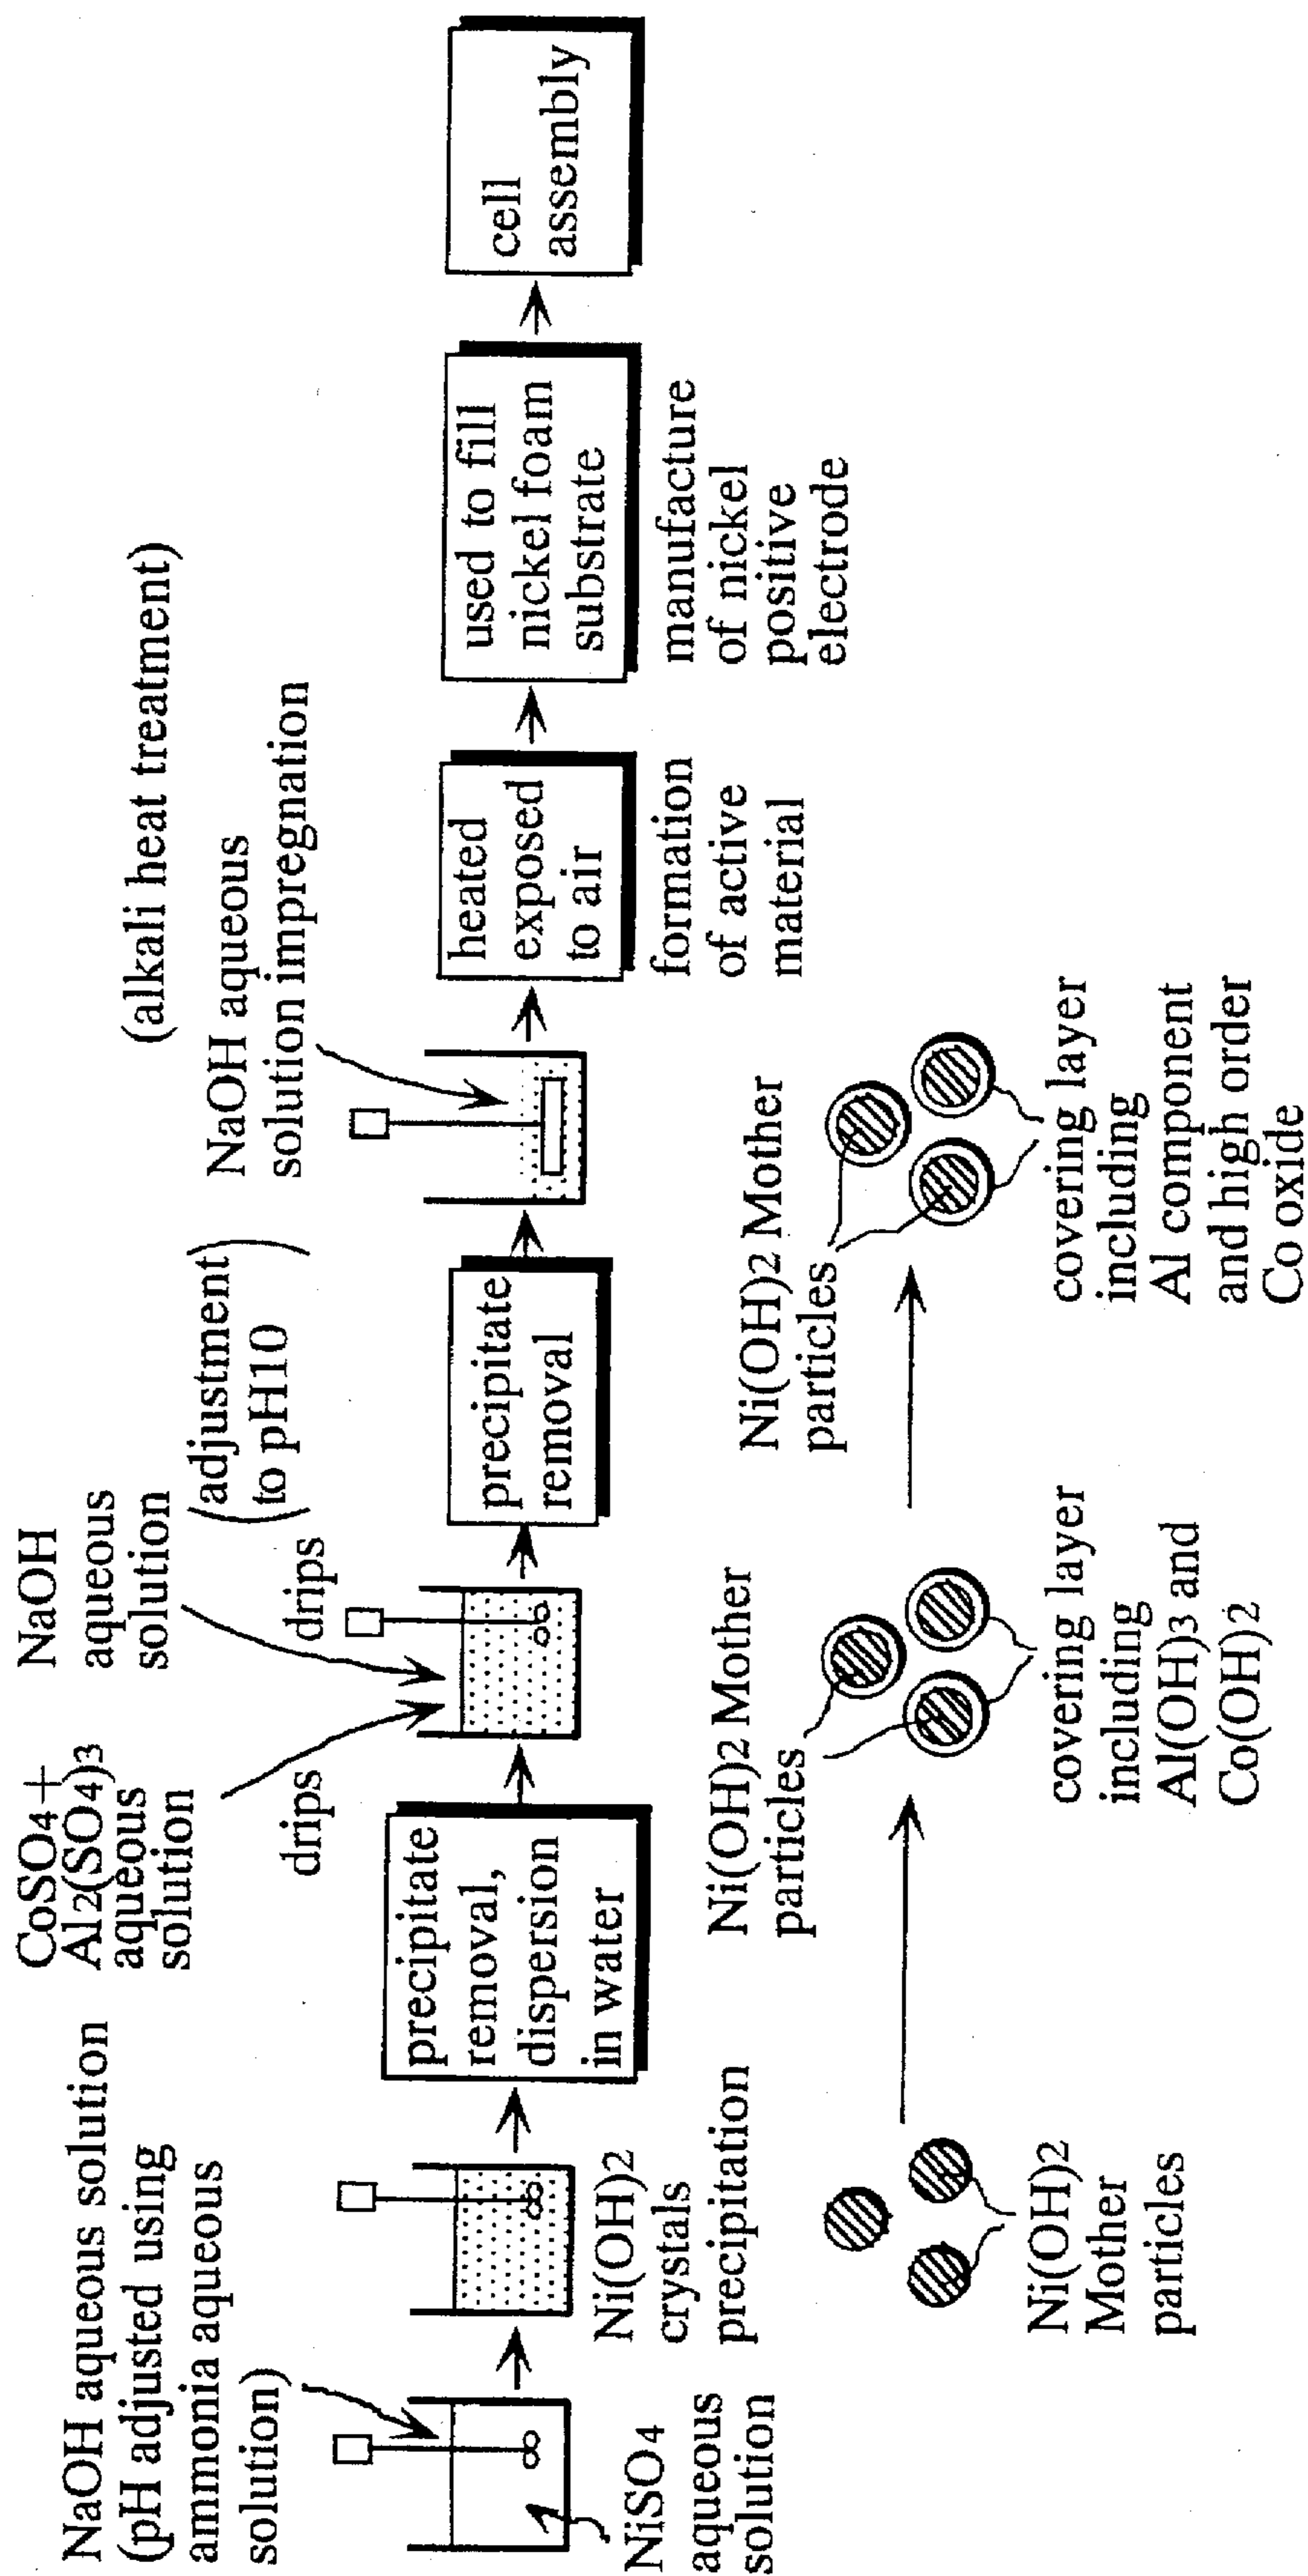 NaOH aqueous solution
(pH adjusted using
ammonia aqueous
solution)
NiSO4
aqueous
solution
Ni(OH)2
crystals
precipitation
precipitate
removal,
dispersion
in water
CoSO4+
Al2(SO4)3
aqueous
solution
drips
NaOH
aqueous
solution
drips
(adjustment
to pH10)
precipitate
removal
(alkali heat treatment)
NaOH aqueous
solution impregnation
heated
exposed
to air
formation
of active
material
used to fill
nickel foam
substrate
manufacture
of nickel
positive
electrode
cell
assembly
Ni(OH)2
Mother
particles
Ni(OH)2 Mother
particles
covering layer
including
Al(OH)3 and
Co(OH)2
Ni(OH)2 Mother
particles
covering layer
including
Al component
and high order
Co oxide